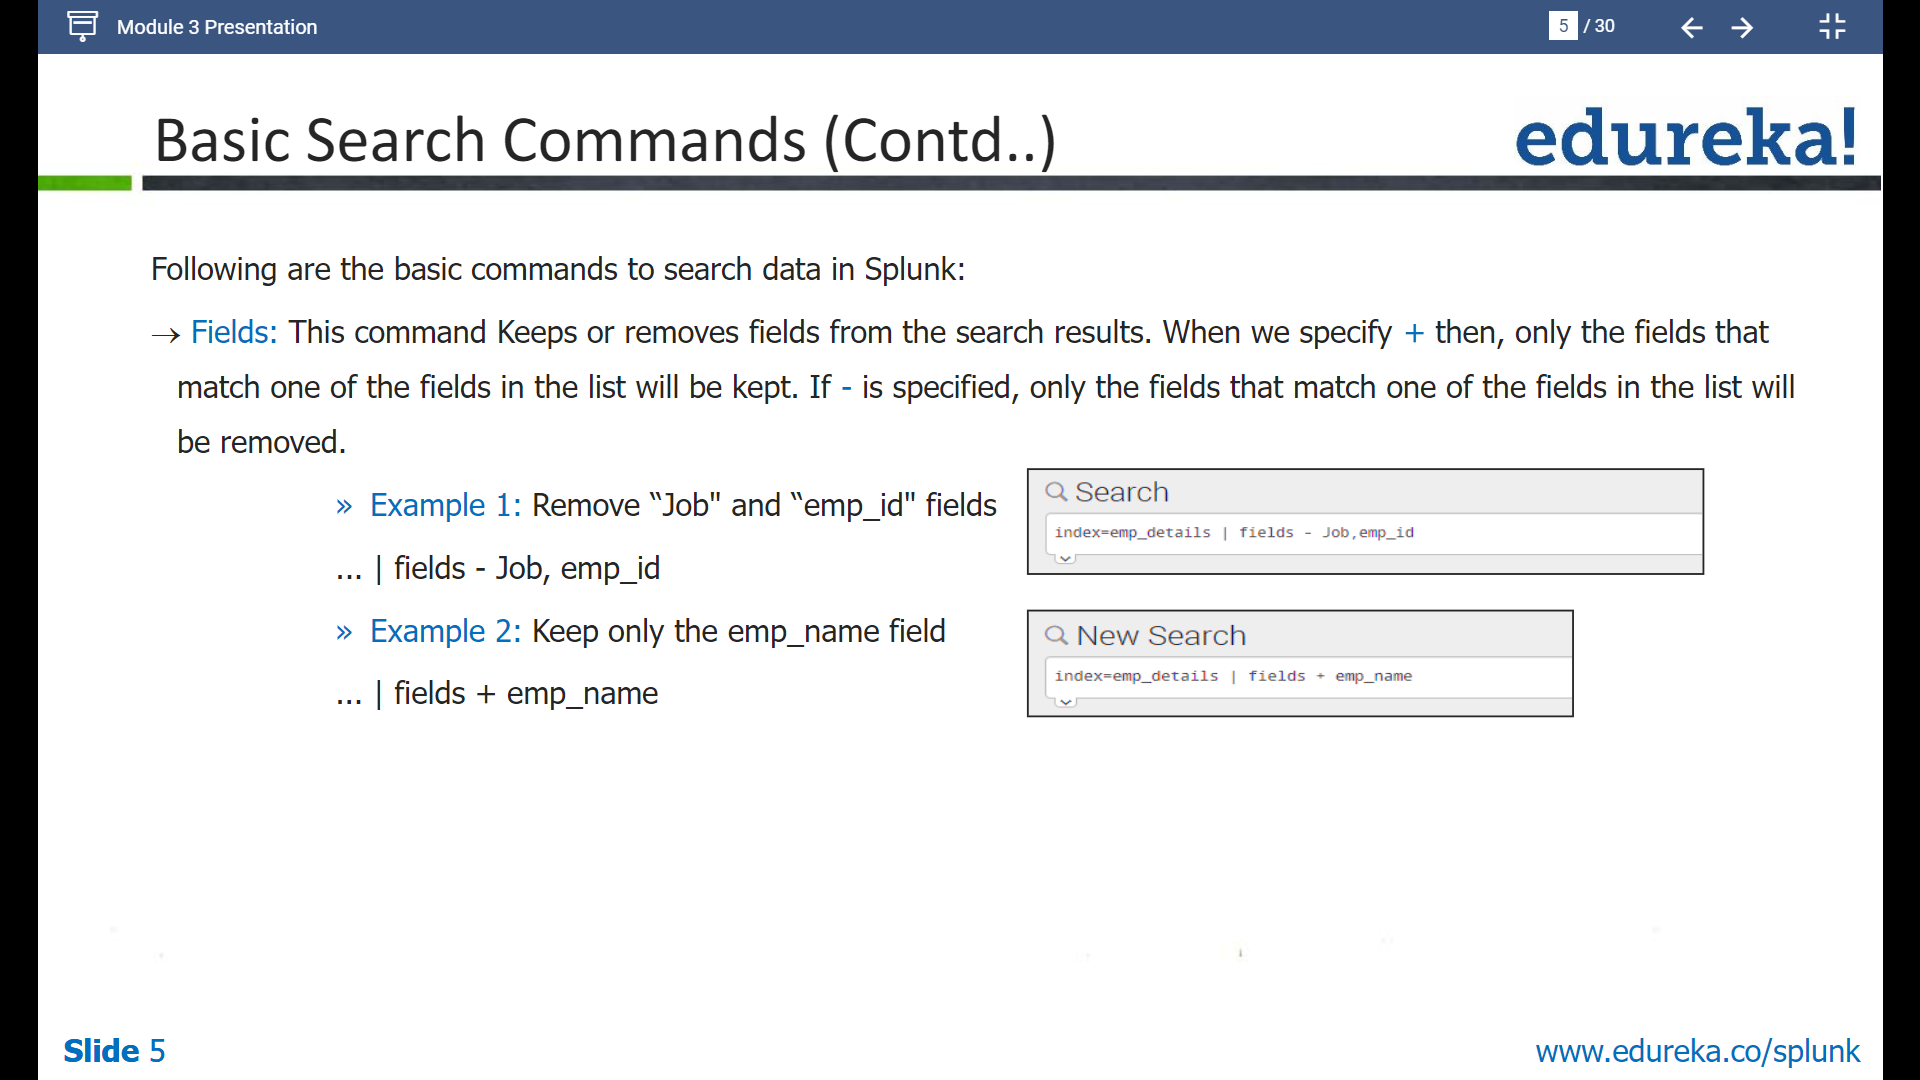 Module 3 Presentation
5 / 30
Basic Search Commands (Contd..)
edureka!
Following are the basic commands to search data in Splunk:
→ Fields: This command Keeps or removes fields from the search results. When we specify + then, only the fields that
match one of the fields in the list will be kept. If - is specified, only the fields that match one of the fields in the list will
be removed.
» Example 1: Remove “Job" and “emp_id" fields
... | fields - Job, emp_id
» Example 2: Keep only the emp_name field
... | fields + emp_name
Search
index=emp_details | fields - Job,emp_id
New Search
index=emp_details | fields + emp_name
Slide 5
www.edureka.co/splunk